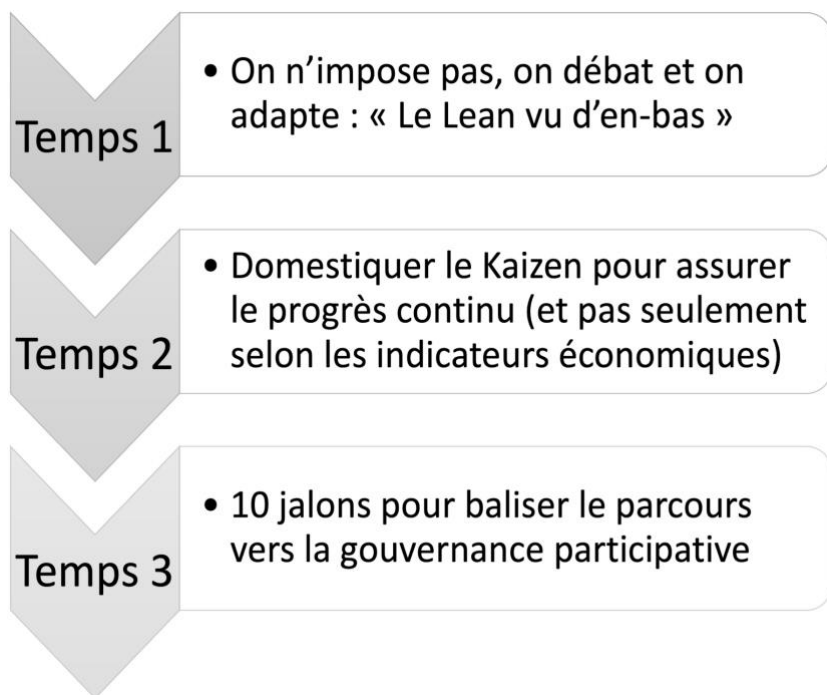 Temps 1
• On n’impose pas, on débat et on
adapte : « Le Lean vu d’en-bas »
Temps 2
• Domestiquer le Kaizen pour assurer
le progrès continu (et pas seulement
selon les indicateurs économiques)
Temps 3
• 10 jalons pour baliser le parcours
vers la gouvernance participative